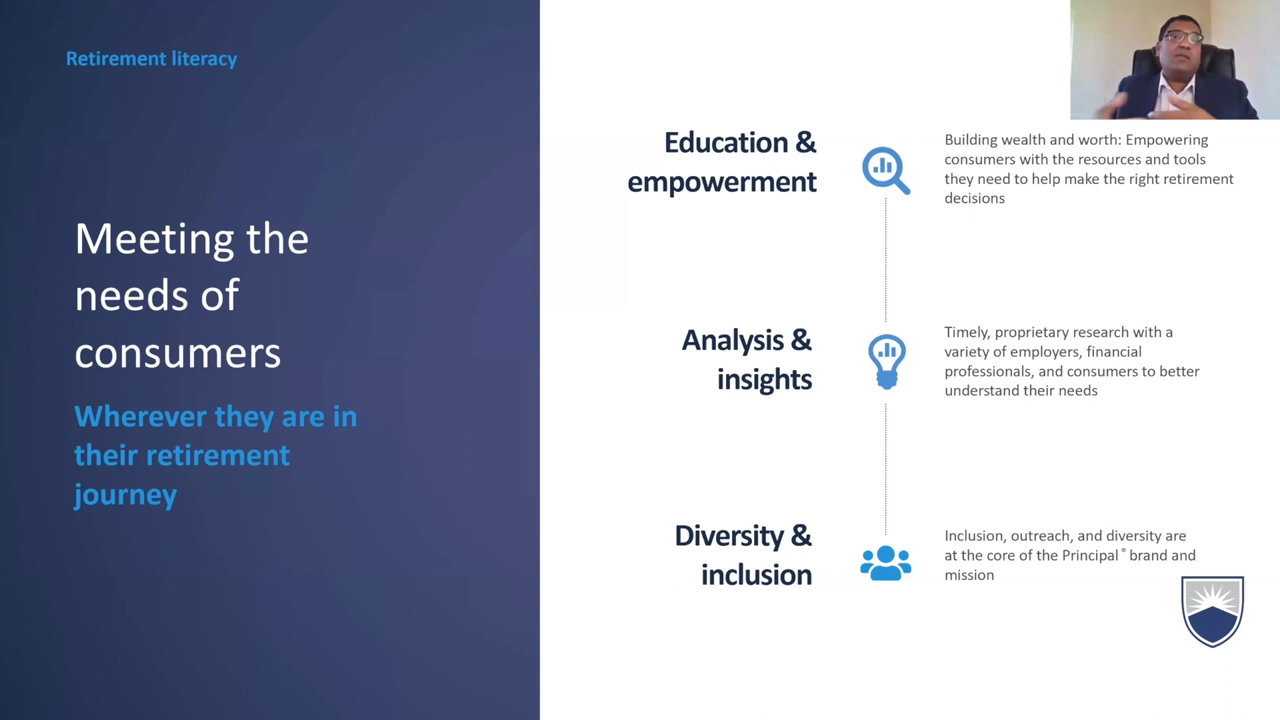 Retirement literacy
Meeting the
needs of
consumers
Wherever they are in
their retirement
journey
Education &
empowerment
Building wealth and worth: Empowering
consumers with the resources and tools
they need to help make the right retirement
decisions
Analysis &
insights
Timely, proprietary research with a
variety of employers, financial
professionals, and consumers to better
understand their needs
Diversity &
inclusion
Inclusion, outreach, and diversity are
at the core of the Principal® brand and
mission